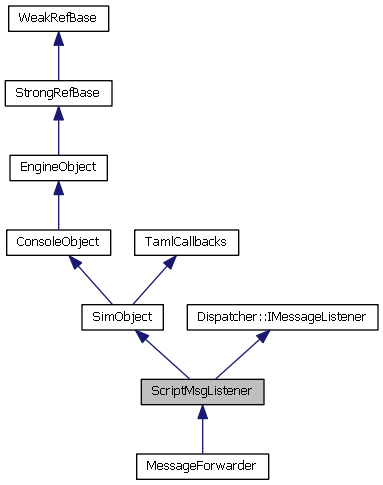 WeakRefBase
StrongRefBase
EngineObject
ConsoleObject
TamlCallbacks
SimObject
Dispatcher::IMessageListener
ScriptMsgListener
MessageForwarder